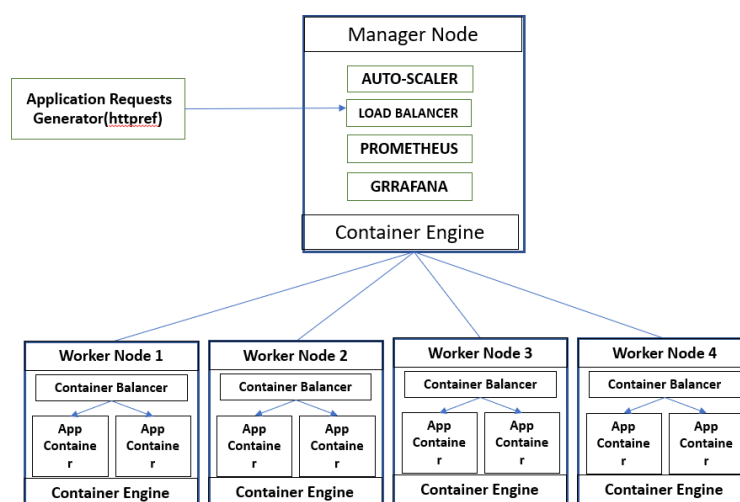 Manager Node
AUTO-SCALER
Application Requests
Generator(httpref)
LOAD BALANCER
PROMETHEUS
GRRAFANA
Container Engine
Worker Node 1
Container Balancer
App
Containe
r
App
Containe
r
Container Engine
Worker Node 2
Container Balancer
App
Containe
r
App
Containe
r
Container Engine
Worker Node 3
Container Balancer
App
Containe
r
App
Containe
r
Container Engine
Worker Node 4
Container Balancer
App
Containe
r
App
Containe
r
Container Engine